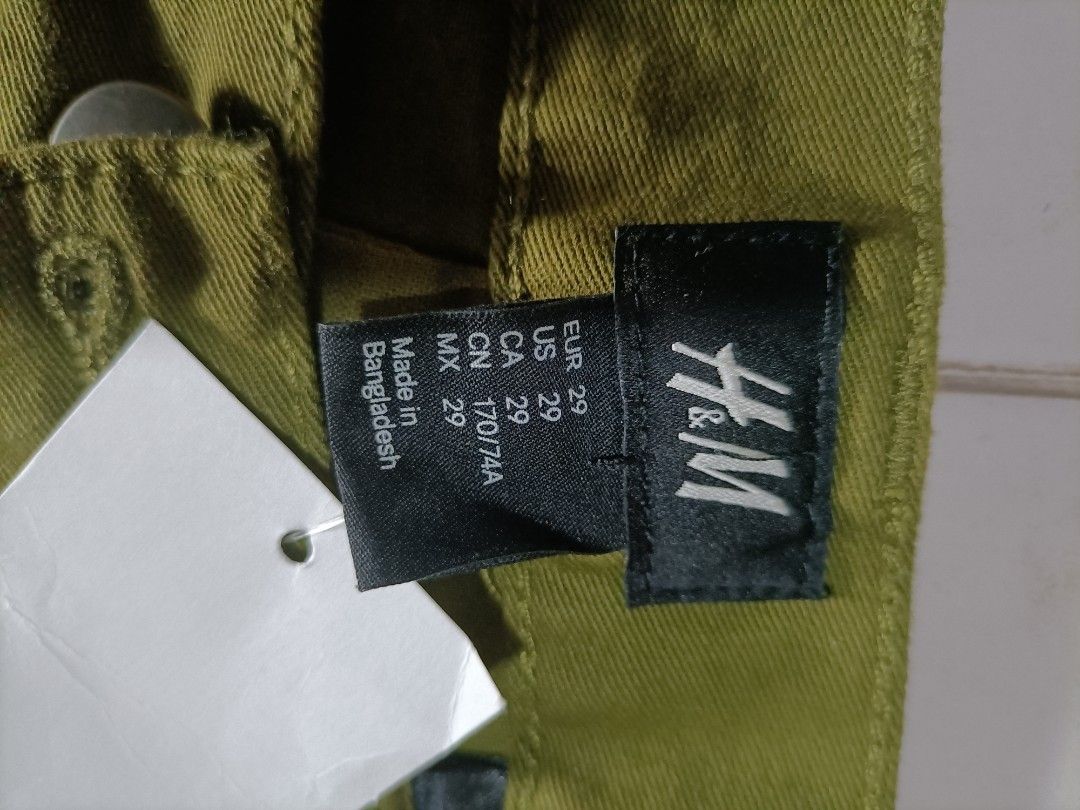 H&M
EUR 29
US 29
CA 29
CN 170/74A
MX 29
Made in
Bangladesh